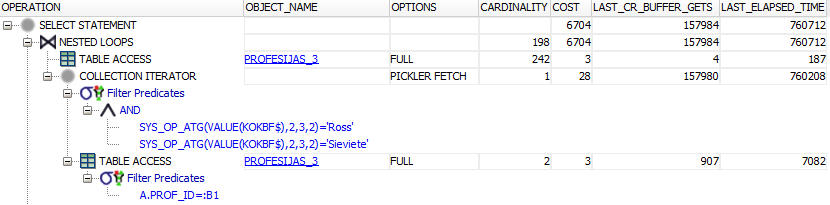 OPERATION OBJECT_NAME OPTIONS CARDINALITY COST LAST_CR_BUFFER_GETS LAST_ELAPSED_TIME
SELECT STATEMENT 6704 157984 760712
NESTED LOOPS 198 6704 157984 760712
TABLE ACCESS PROFESIJAS_3 FULL 242 3 4 187
COLLECTION ITERATOR PICKLER FETCH 1 28 157980 760208
Filter Predicates
AND
SYS_OP_ATG(VALUE(KOKBF$),2,3,2)='Ross'
SYS_OP_ATG(VALUE(KOKBF$),2,3,2)='Sieviete'
TABLE ACCESS PROFESIJAS_3 FULL 2 3 907 7082
Filter Predicates
A.PROF_ID=:B1